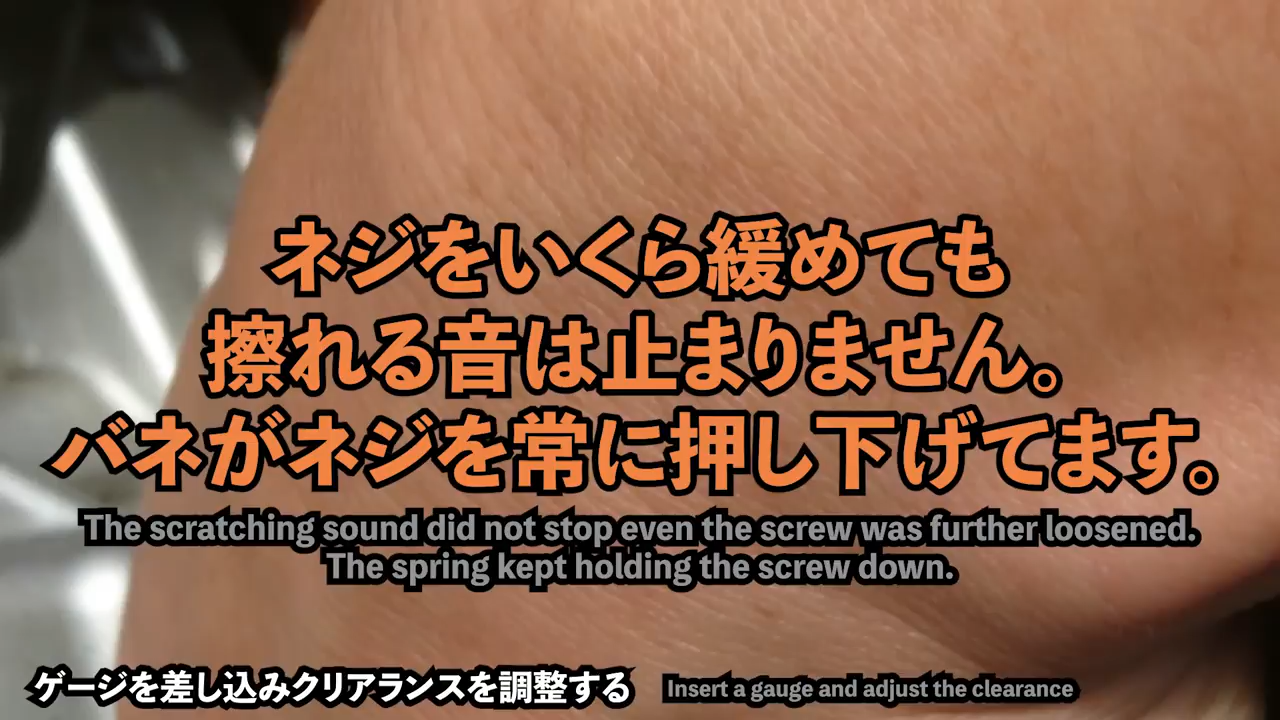 ネジをいくら緩めても
擦れる音は止まりません。
バネがネジを常に押し下げてます。
The scratching sound did not stop even the screw was further loosened.
The spring kept holding the screw down.
ゲージを差し込みクリアランスを調整する
Insert a gauge and adjust the clearance